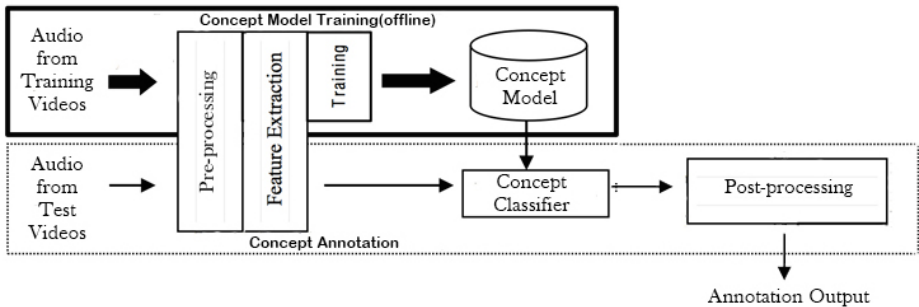 Concept Model Training(offline)
Audio
from
Training
Videos
Pre-processing
Feature Extraction
Training
Concept
Model
Audio
from
Test
Videos
Concept
Classifier
Post-processing
Concept Annotation
Annotation Output